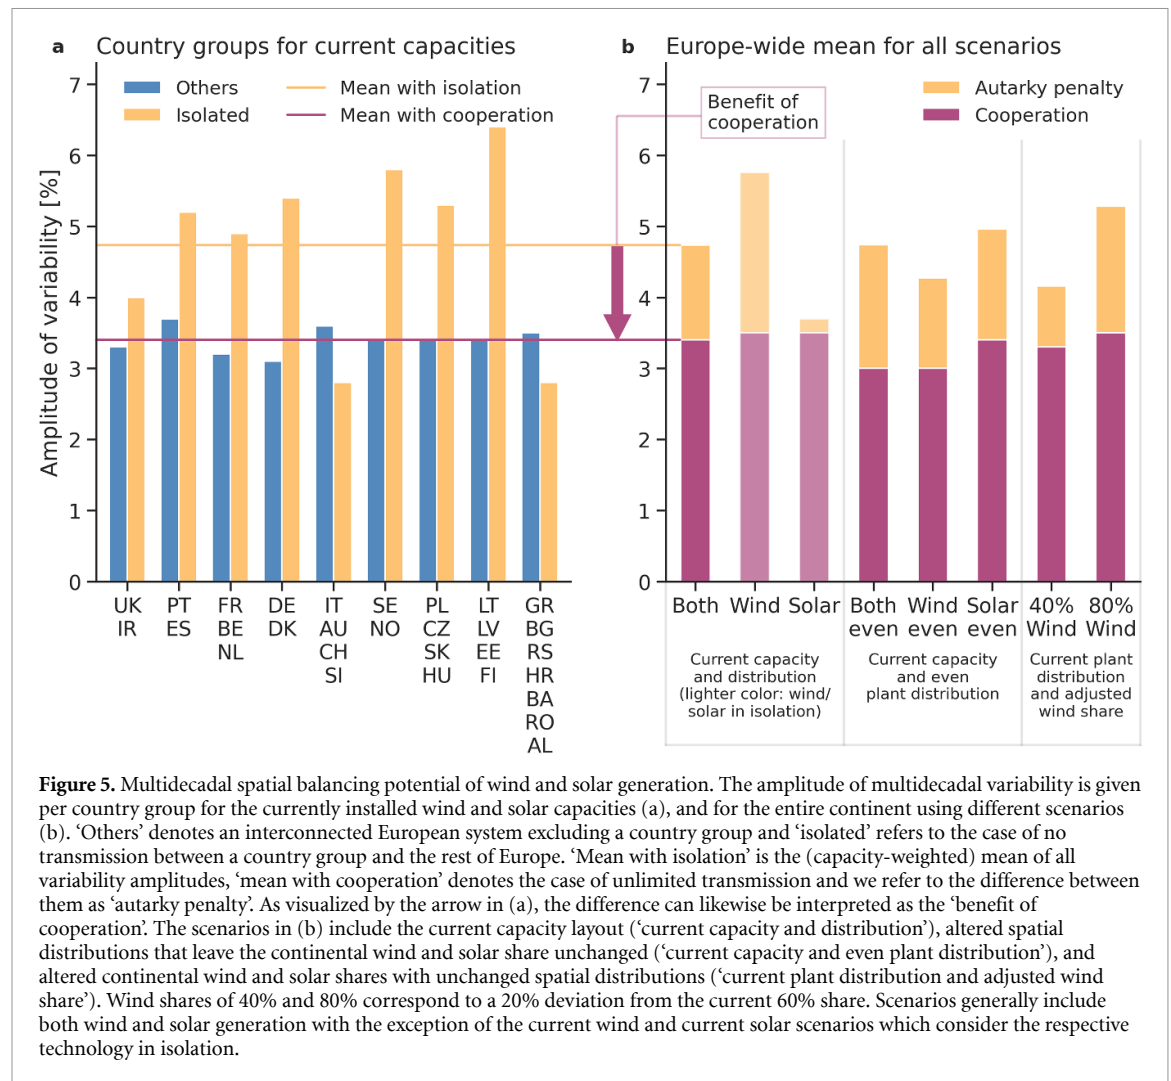 a Country groups for current capacities
Others
Isolated
Mean with isolation
Mean with cooperation
Amplitude of variability [%]
7
6
5
4
3
2
1
0
UK
IR
PT
ES
FR
BE
NL
DE
DK
IT
AU
CH
SI
SE
NO
PL
CZ
SK
HU
LT
LV
EE
FI
GR
BG
RS
HR
BA
RO
AL
b Europe-wide mean for all scenarios
Benefit of
cooperation
Autarky penalty
Cooperation
7
6
5
4
3
2
1
0
Both
Wind
Solar
Both
even
Wind
even
Solar
even
40%
Wind
80%
Wind
Current capacity
and distribution
(lighter color: wind/
solar in isolation)
Current capacity
and even
plant distribution
Current plant
distribution
and adjusted
wind share
Figure 5. Multidecadal spatial balancing potential of wind and solar generation. The amplitude of multidecadal variability is given
per country group for the currently installed wind and solar capacities (a), and for the entire continent using different scenarios
(b). ‘Others’ denotes an interconnected European system excluding a country group and ‘isolated’ refers to the case of no
transmission between a country group and the rest of Europe. ‘Mean with isolation’ is the (capacity-weighted) mean of all
variability amplitudes, ‘mean with cooperation’ denotes the case of unlimited transmission and we refer to the difference between
them as ‘autarky penalty’. As visualized by the arrow in (a), the difference can likewise be interpreted as the ‘benefit of
cooperation’. The scenarios in (b) include the current capacity layout (‘current capacity and distribution’), altered spatial
distributions that leave the continental wind and solar share unchanged (‘current capacity and even plant distribution’), and
altered continental wind and solar shares with unchanged spatial distributions (‘current plant distribution and adjusted wind
share’). Wind shares of 40% and 80% correspond to a 20% deviation from the current 60% share. Scenarios generally include
both wind and solar generation with the exception of the current wind and current solar scenarios which consider the respective
technology in isolation.